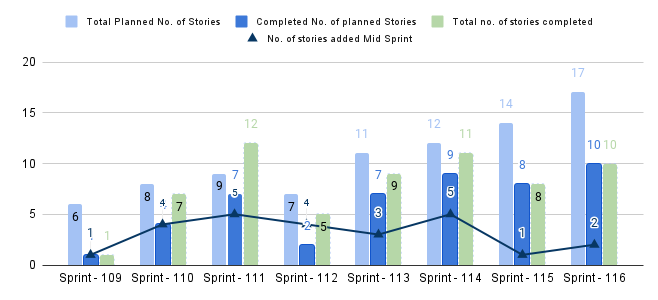 Total Planned No. of Stories Completed No. of planned Stories Total no. of stories completed
No. of stories added Mid Sprint
20
15
10
5
0
6 1 1
8 4 7
9 7 5 12
7 4 2 5
11 7 3 9
12 9 5 11
14 8 1 8
17 10 2 10
Sprint - 109 Sprint - 110 Sprint - 111 Sprint - 112 Sprint - 113 Sprint - 114 Sprint - 115 Sprint - 116